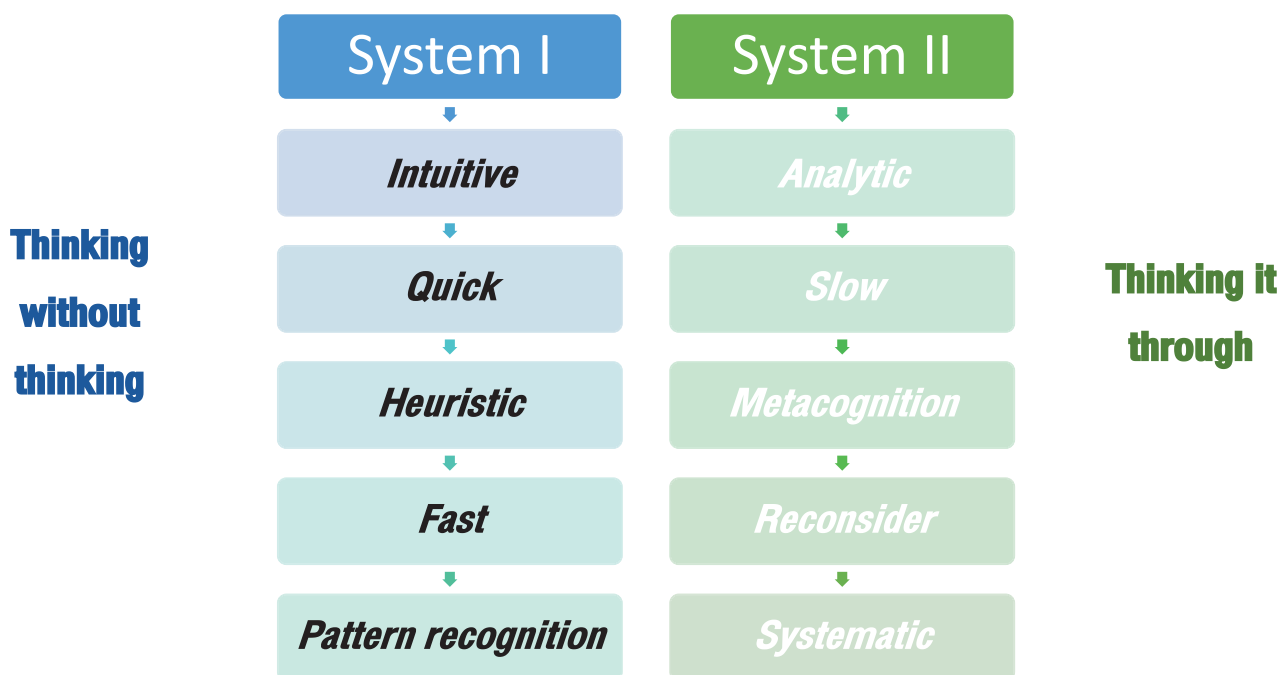 System I
System II
Thinking
without
thinking
Intuitive
Quick
Heuristic
Fast
Pattern recognition
Analytic
Slow
Metacognition
Reconsider
Systematic
Thinking it
through